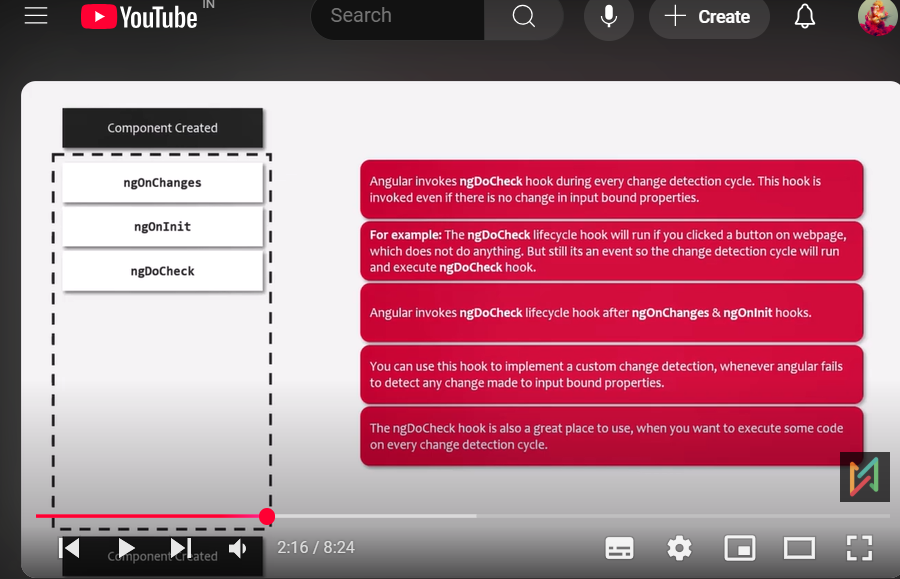 IN
YouTube
Search
Create
Component Created
ngOnChanges
ngOnInit
ngDoCheck
Angular invokes ngDoCheck hook during every change detection cycle. This hook is
invoked even if there is no change in input bound properties.
For example: The ngDoCheck lifecycle hook will run if you clicked a button on webpage,
which does not do anything. But still its an event so the change detection cycle will run
and execute ngDoCheck hook.
Angular invokes ngDoCheck lifecycle hook after ngOnChanges & ngOnInit hooks.
You can use this hook to implement a custom change detection, whenever angular fails
to detect any change made to input bound properties.
The ngDoCheck hook is also a great place to use, when you want to execute some code
on every change detection cycle.
Component Created
2:16 / 8:24